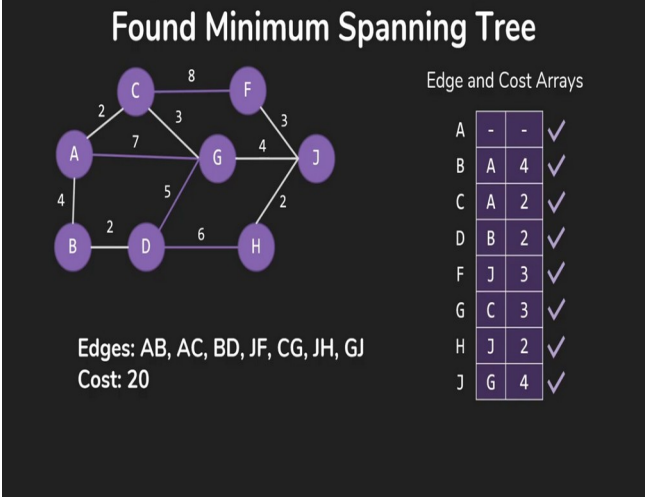 Found Minimum Spanning Tree
Edge and Cost Arrays
C 8 F
2 3 3
A 7 G 4 J
4 5 2
B 2 D 6 H
A - -
B A 4
C A 2
D B 2
F J 3
G C 3
H J 2
J G 4
Edges: AB, AC, BD, JF, CG, JH, GJ
Cost: 20